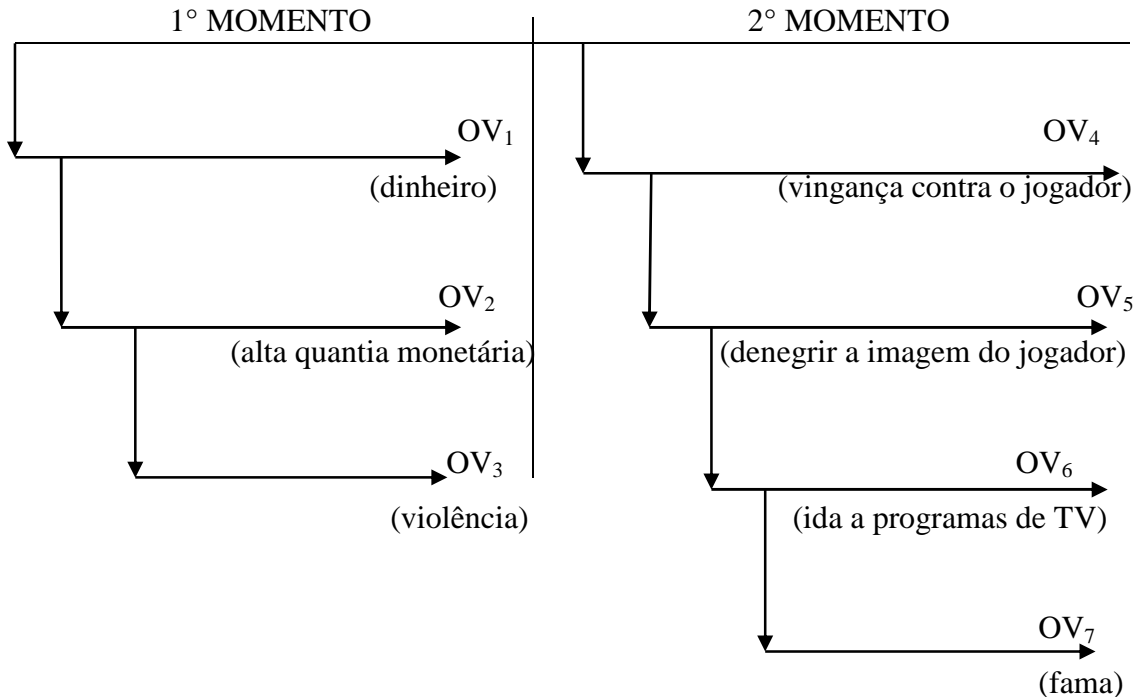 1° MOMENTO
OV1
(dinheiro)
OV2
(alta quantia monetária)
OV3
(violência)
2° MOMENTO
OV4
(vingança contra o jogador)
OV5
(denegrir a imagem do jogador)
OV6
(ida a programas de TV)
OV7
(fama)